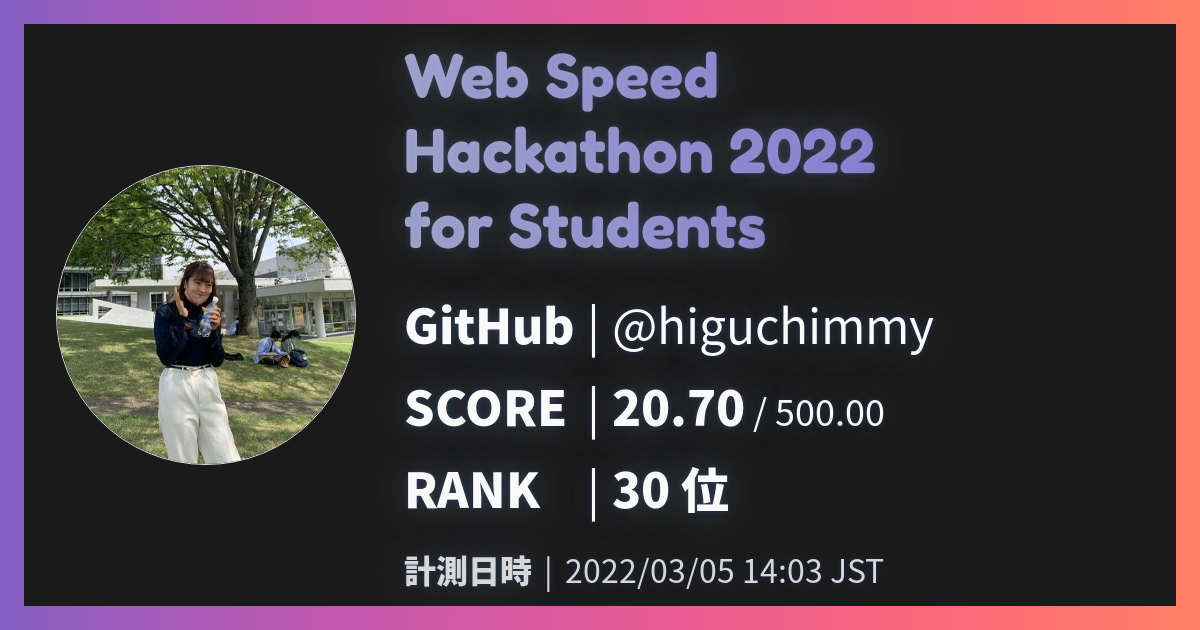 Web Speed
Hackathon 2022
for Students
GitHub | @higuchimmy
SCORE | 20.70 / 500.00
RANK | 30 位
計測日時 | 2022/03/05 14:03 JST